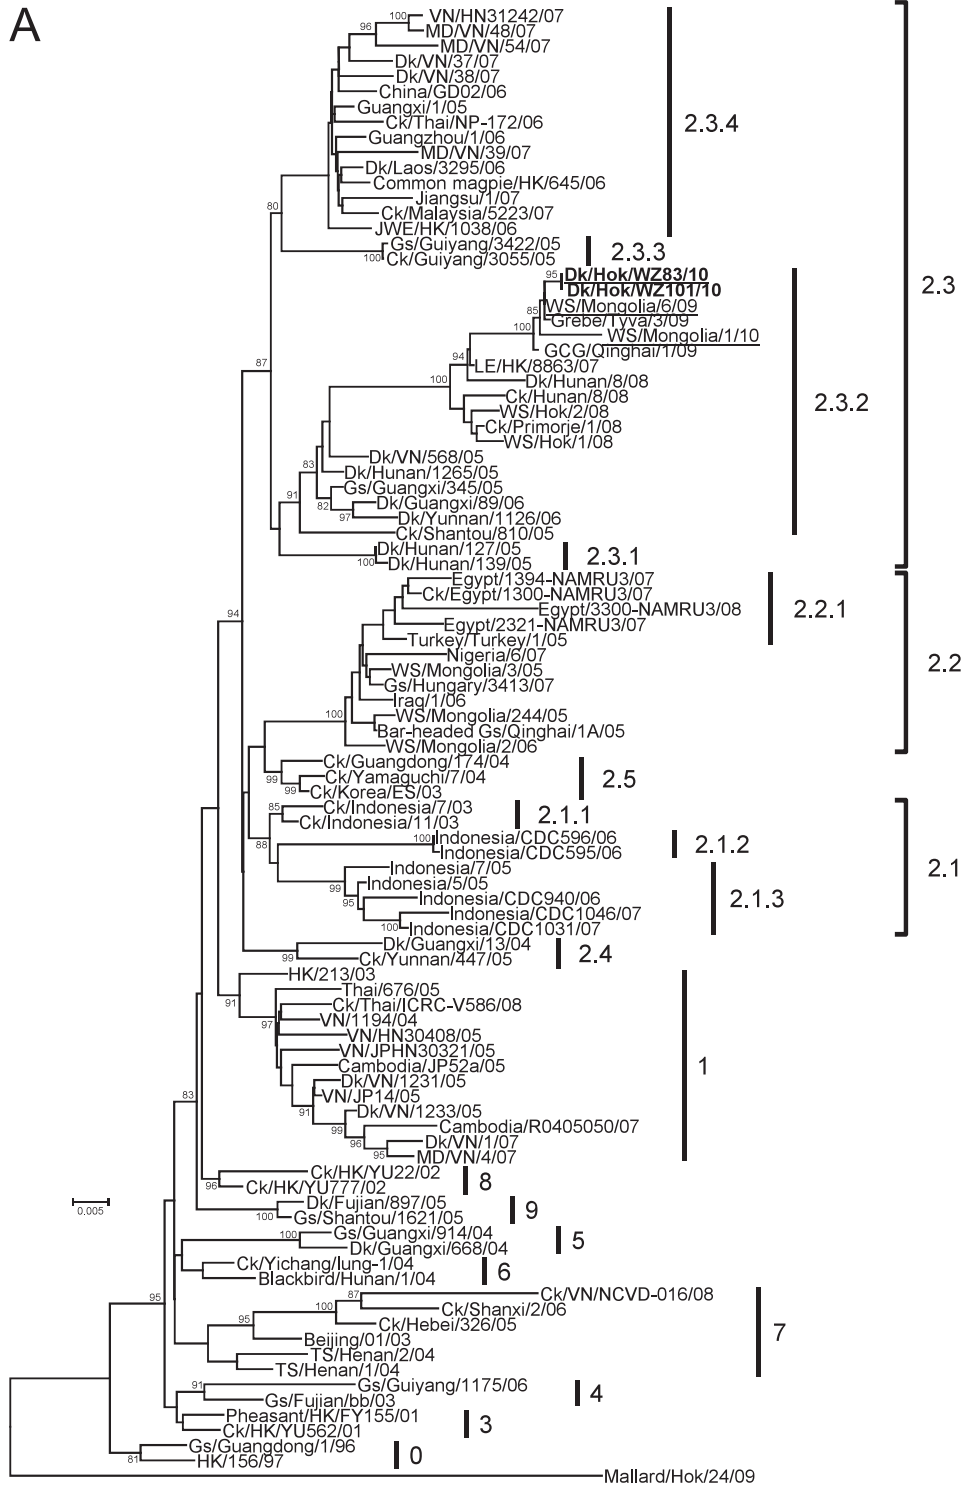 A
100 VN/HN31242/07
96 MD/VN/48/07
MD/VN/54/07
Dk/VN/37/07
Dk/VN/38/07
China/GD02/06
Guangxi/1/05
Ck/Thai/NP-172/06 2.3.4
Guangzhou/1/06
MD/VN/39/07
Dk/Laos/3295/06
Common magpie/HK/645/06
Jiangsu/1/07
80 Ck/Malaysia/5223/07
JWE/HK/1038/06
Gs/Guiyang/3422/05
100 Ck/Guiyang/3055/05 2.3.3
95 Dk/Hok/WZ83/10
2.3
Dk/Hok/WZ101/10
WS/Mongolia/6/09
85 Grebe/Tyva/3/09
100 WS/Mongolia/1/10
GCG/Qinghai/1/09
94 LE/HK/8863/07
87
100 Dk/Hunan/8/08
Ck/Hunan/8/08
WS/Hok/2/08 2.3.2
Ck/Primorje/1/08
WS/Hok/1/08
Dk/VN/568/05
83 Dk/Hunan/1265/05
Gs/Guangxi/345/05
91 Dk/Guangxi/89/06
82
97 Dk/Yunnan/1126/06
Ck/Shantou/810/05
Dk/Hunan/127/05
100 Dk/Hunan/139/05 2.3.1
Egypt/1394-NAMRU3/07
Ck/Egypt/1300-NAMRU3/07
Egypt/3300-NAMRU3/08 2.2.1
94 Egypt/2321-NAMRU3/07
Turkey/Turkey/1/05
Nigeria/6/07
2.2
WS/Mongolia/3/05
Gs/Hungary/3413/07
Iraq/1/06
100 WS/Mongolia/244/05
Bar-headed Gs/Qinghai/1A/05
WS/Mongolia/2/06
Ck/Guangdong/174/04
99 Ck/Yamaguchi/7/04 2.5
99 Ck/Korea/ES/03
85 Ck/Indonesia/7/03
Ck/Indonesia/11/03 2.1.1
100 Indonesia/CDC596/06
88 Indonesia/CDC595/06 2.1.2
Indonesia/7/05 2.1
99 Indonesia/5/05
95 Indonesia/CDC940/06 2.1.3
Indonesia/CDC1046/07
100 Indonesia/CDC1031/07
Dk/Guangxi/13/04
99 Ck/Yunnan/447/05 2.4
HK/213/03
91 Thai/676/05
Ck/Thai/ICRC-V586/08
97 VN/1194/04
VN/HN30408/05
VN/JPHN30321/05
Cambodia/JP52a/05 1
Dk/VN/1231/05
VN/JP14/05
83
91 Dk/VN/1233/05
99 Cambodia/R0405050/07
96 Dk/VN/1/07
95 MD/VN/4/07
Ck/HK/YU22/02
96 Ck/HK/YU777/02 8
0.005
Dk/Fujian/897/05
100 Gs/Shantou/1621/05 9
100 Gs/Guangxi/914/04
Dk/Guangxi/668/04 5
Ck/Yichang/lung-1/04
Blackbird/Hunan/1/04 6
87 Ck/VN/NCVD-016/08
95
100 Ck/Shanxi/2/06
95 Ck/Hebei/326/05
Beijing/01/03 7
TS/Henan/2/04
TS/Henan/1/04
91 Gs/Guiyang/1175/06
Gs/Fujian/bb/03 4
Pheasant/HK/FY155/01
Ck/HK/YU562/01 3
Gs/Guangdong/1/96
81 HK/156/97 0
Mallard/Hok/24/09